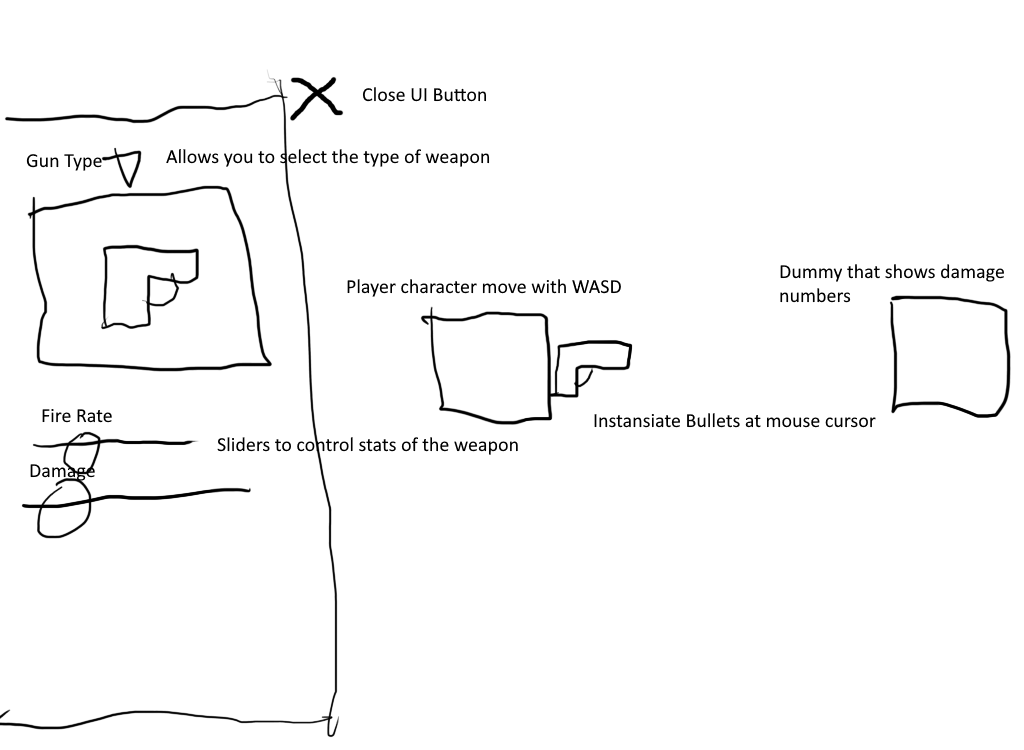 Close UI Button
Gun Type
Allows you to select the type of weapon
Dummy that shows damage
numbers
Player character move with WASD
Fire Rate
Instansiate Bullets at mouse cursor
Sliders to control stats of the weapon
Damage